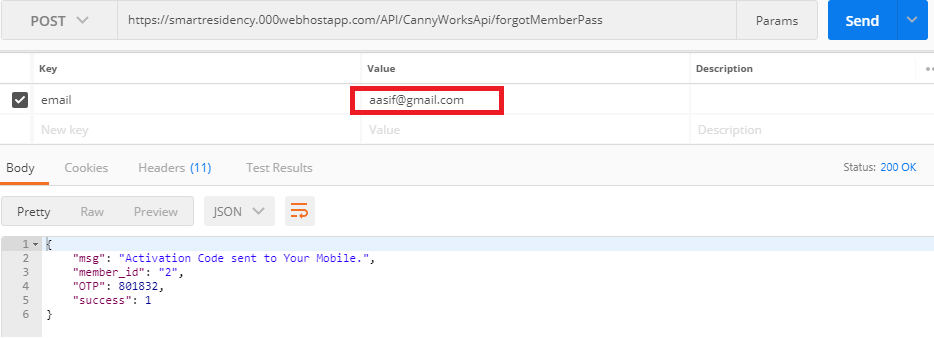 POST https://smartresidency.000webhostapp.com/API/CannyWorksApi/forgotMemberPass Params Send
Key Value Description
email aasif@gmail.com
New key Value Description
Body Cookies Headers (11) Test Results Status: 200 OK
Pretty Raw Preview JSON
1 {
2 "msg": "Activation Code sent to Your Mobile.",
3 "member_id": "2",
4 "OTP": 801832,
5 "success": 1
6 }